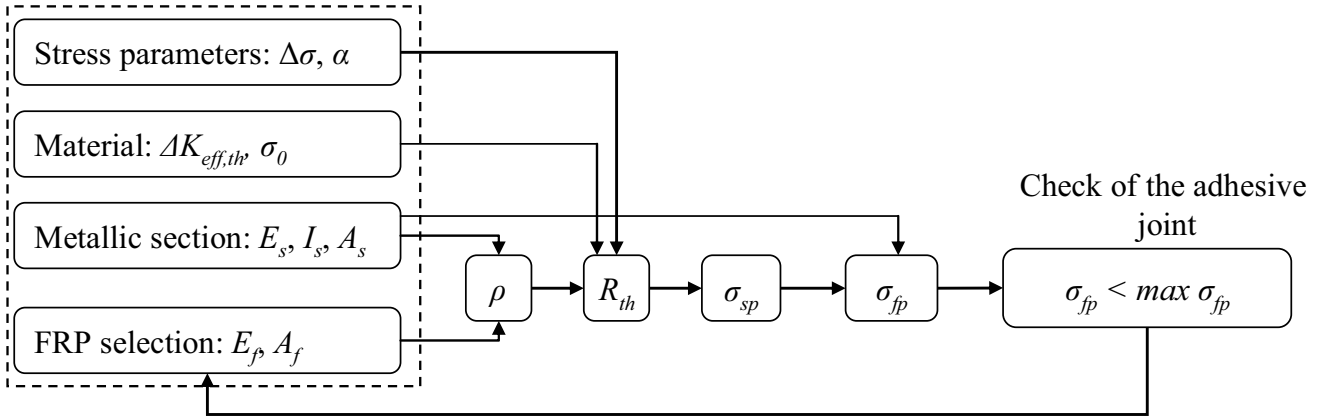 Stress parameters: Δσ, α
Material: ΔK_eff,th, σ_0
Metallic section: E_s, I_s, A_s
FRP selection: E_f, A_f
ρ
R_th
σ_sp
σ_fp
Check of the adhesive
joint
σ_fp < max σ_fp